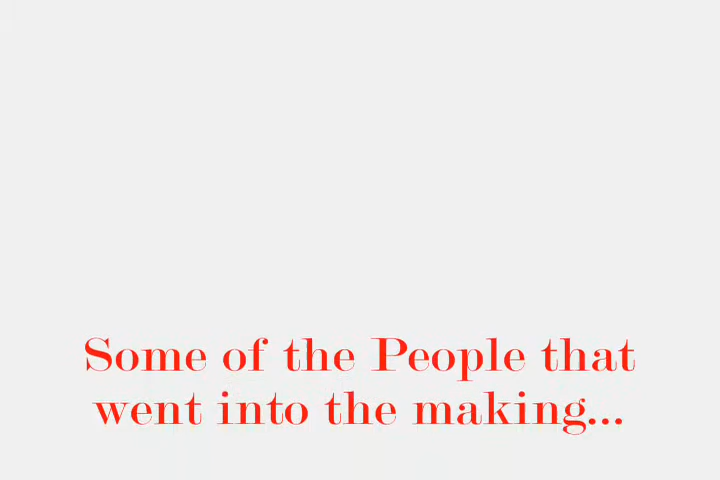 Some of the People that
went into the making...